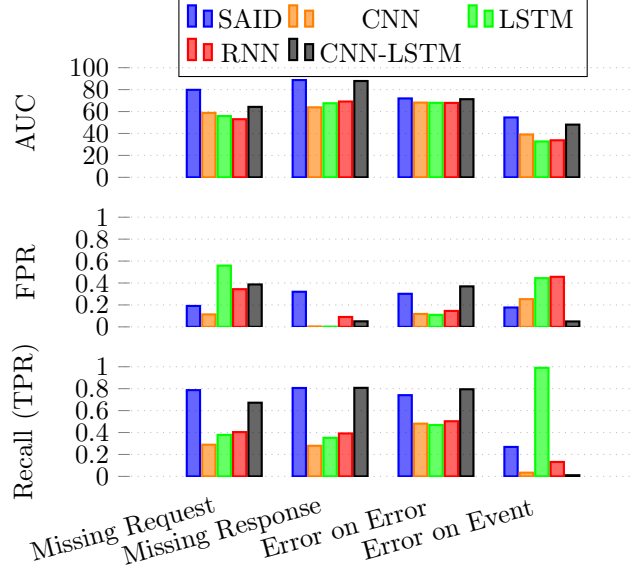 SAID CNN LSTM
RNN CNN-LSTM
100
80
60
40
20
0
AUC
1
0.8
0.6
0.4
0.2
0
FPR
1
0.8
0.6
0.4
0.2
0
Recall (TPR)
Missing Request
Missing Response
Error on Error
Error on Event